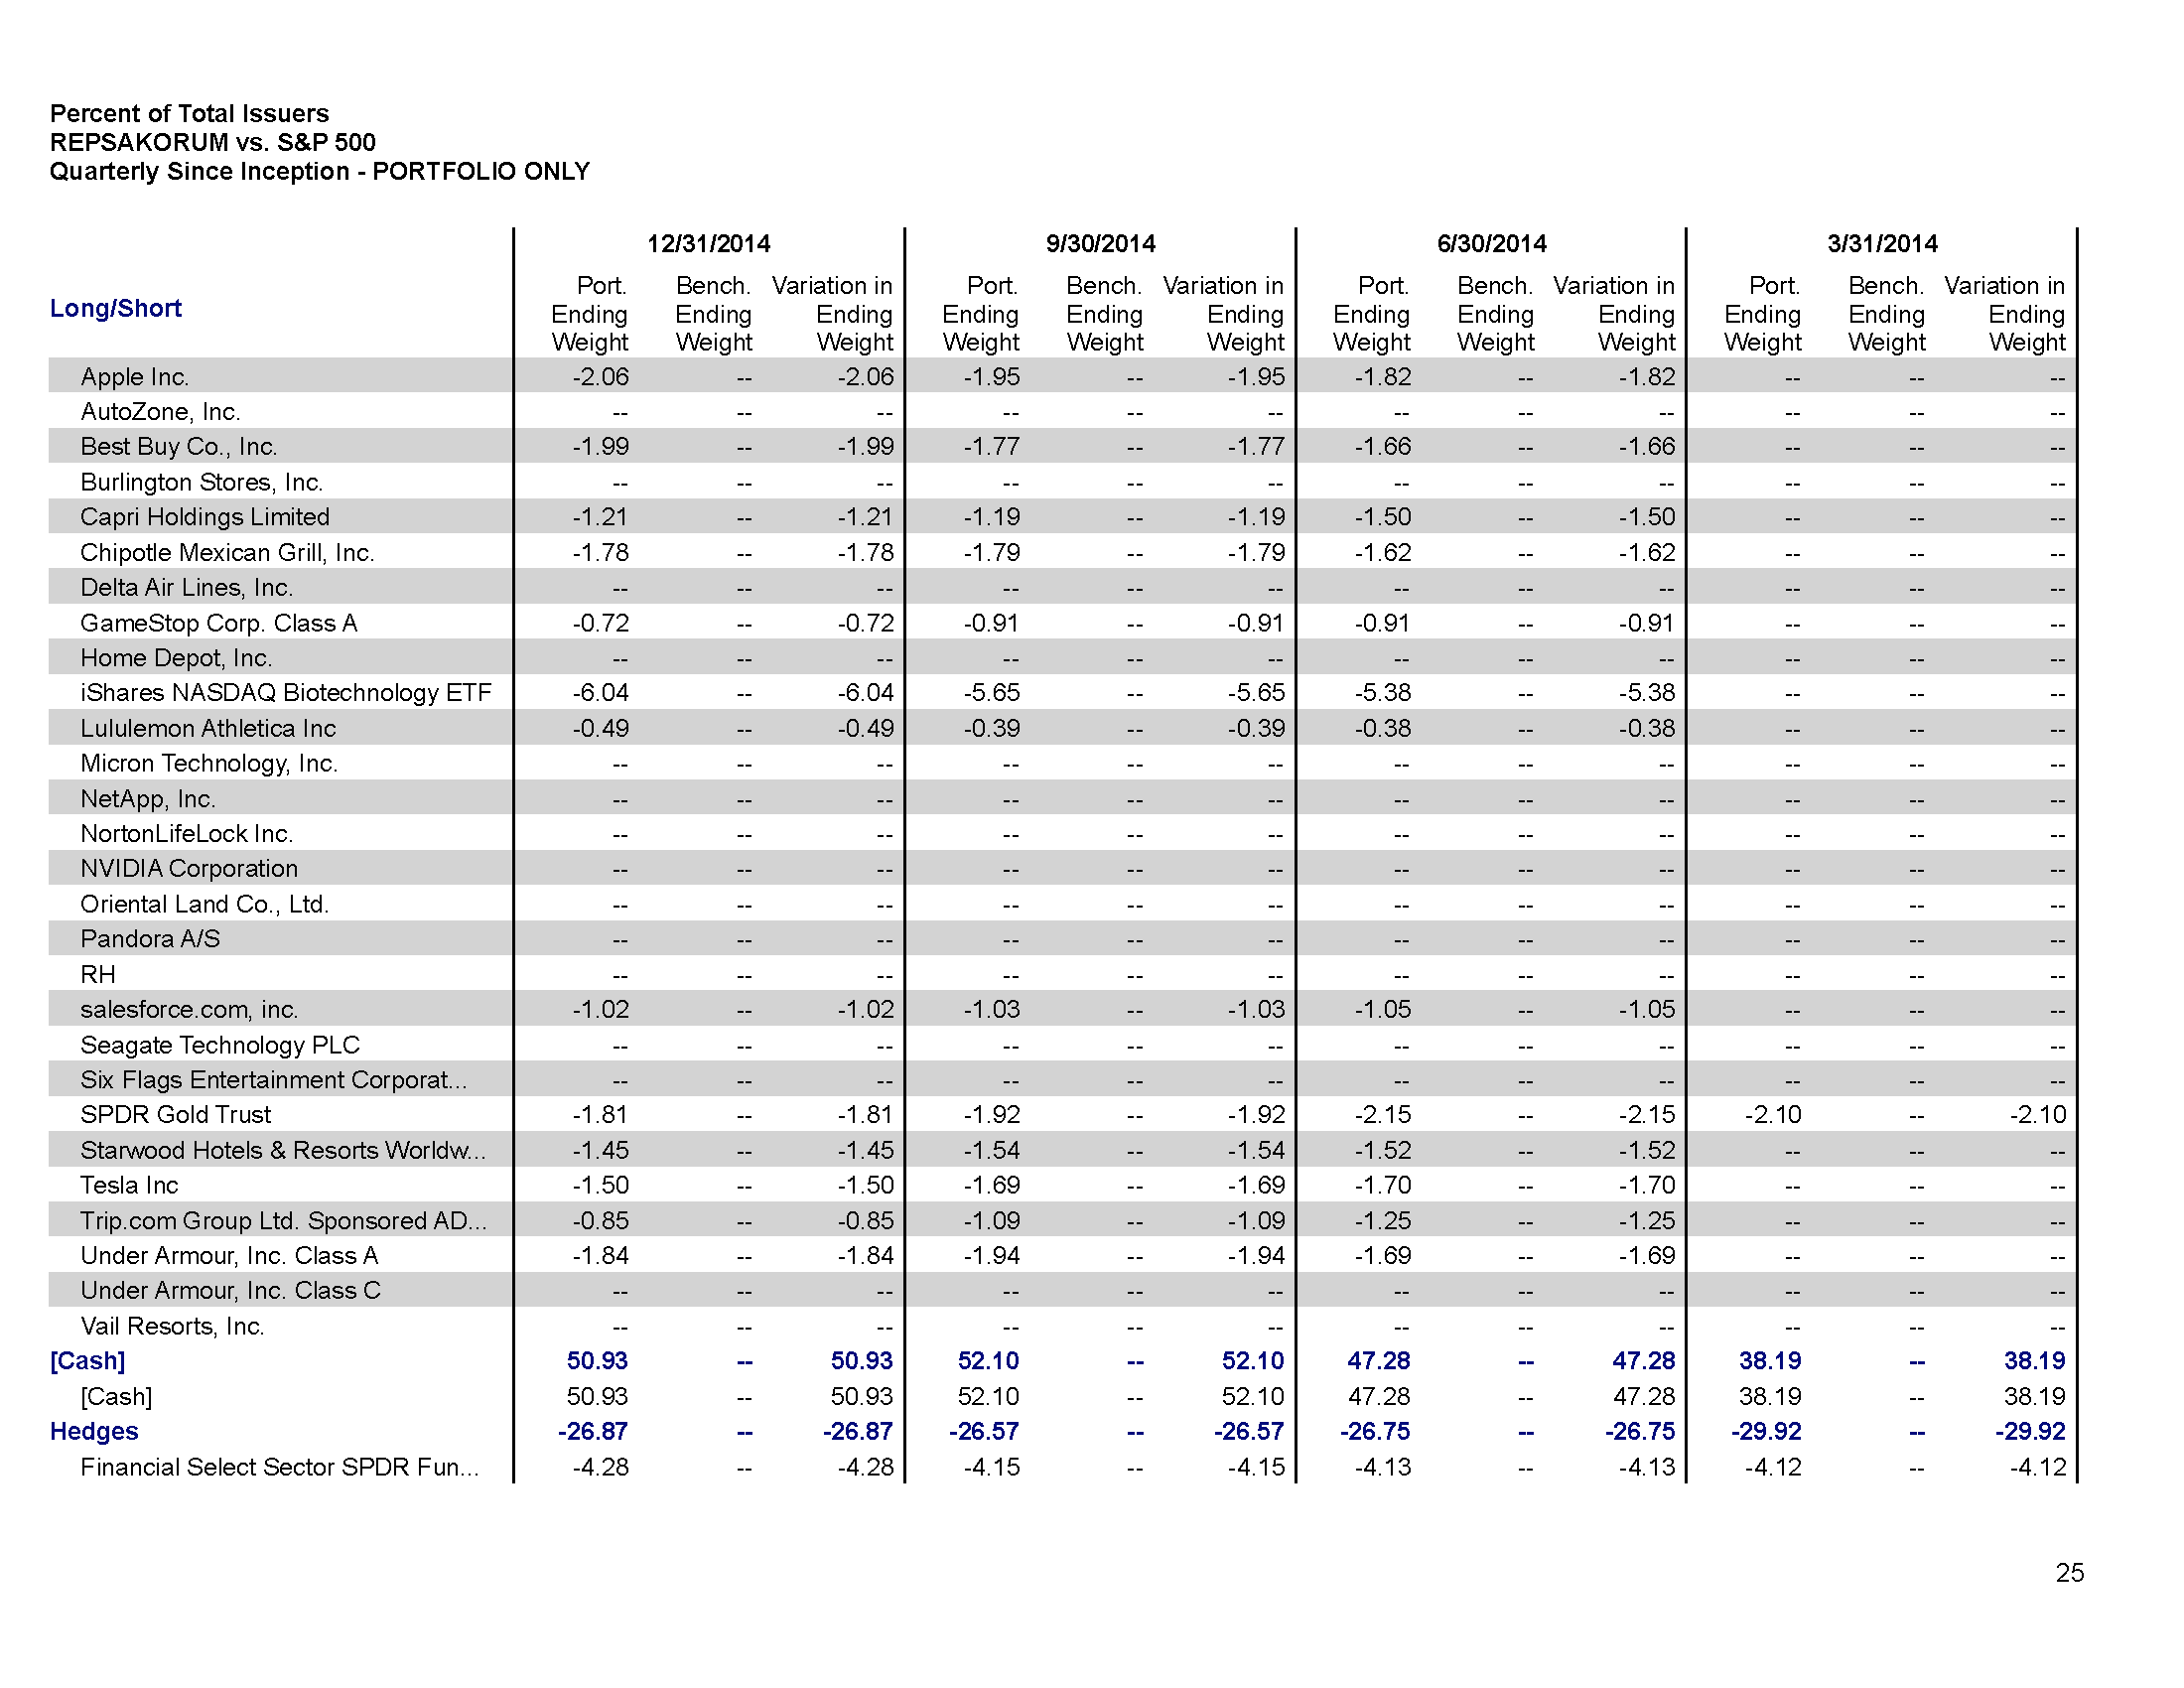 Percent of Total Issuers
REPSAKORUM vs. S&P 500
Quarterly Since Inception - PORTFOLIO ONLY
12/31/2014 9/30/2014 6/30/2014 3/31/2014
Long/Short Port. Ending Weight Bench. Ending Weight Variation in Ending Weight Port. Ending Weight Bench. Ending Weight Variation in Ending Weight Port. Ending Weight Bench. Ending Weight Variation in Ending Weight Port. Ending Weight Bench. Ending Weight Variation in Ending Weight
Apple Inc. -2.06 -- -2.06 -1.95 -- -1.95 -1.82 -- -1.82 -- -- --
AutoZone, Inc. -- -- -- -- -- -- -- -- -- -- -- --
Best Buy Co., Inc. -1.99 -- -1.99 -1.77 -- -1.77 -1.66 -- -1.66 -- -- --
Burlington Stores, Inc. -- -- -- -- -- -- -- -- -- -- -- --
Capri Holdings Limited -1.21 -- -1.21 -1.19 -- -1.19 -1.50 -- -1.50 -- -- --
Chipotle Mexican Grill, Inc. -1.78 -- -1.78 -1.79 -- -1.79 -1.62 -- -1.62 -- -- --
Delta Air Lines, Inc. -- -- -- -- -- -- -- -- -- -- -- --
GameStop Corp. Class A -0.72 -- -0.72 -0.91 -- -0.91 -0.91 -- -0.91 -- -- --
Home Depot, Inc. -- -- -- -- -- -- -- -- -- -- -- --
iShares NASDAQ Biotechnology ETF -6.04 -- -6.04 -5.65 -- -5.65 -5.38 -- -5.38 -- -- --
Lululemon Athletica Inc -0.49 -- -0.49 -0.39 -- -0.39 -0.38 -- -0.38 -- -- --
Micron Technology, Inc. -- -- -- -- -- -- -- -- -- -- -- --
NetApp, Inc. -- -- -- -- -- -- -- -- -- -- -- --
NortonLifeLock Inc. -- -- -- -- -- -- -- -- -- -- -- --
NVIDIA Corporation -- -- -- -- -- -- -- -- -- -- -- --
Oriental Land Co., Ltd. -- -- -- -- -- -- -- -- -- -- -- --
Pandora A/S -- -- -- -- -- -- -- -- -- -- -- --
RH -- -- -- -- -- -- -- -- -- -- -- --
salesforce.com, inc. -1.02 -- -1.02 -1.03 -- -1.03 -1.05 -- -1.05 -- -- --
Seagate Technology PLC -- -- -- -- -- -- -- -- -- -- -- --
Six Flags Entertainment Corporat... -- -- -- -- -- -- -- -- -- -- -- --
SPDR Gold Trust -1.81 -- -1.81 -1.92 -- -1.92 -2.15 -- -2.15 -2.10 -- -2.10
Starwood Hotels & Resorts Worldw... -1.45 -- -1.45 -1.54 -- -1.54 -1.52 -- -1.52 -- -- --
Tesla Inc -1.50 -- -1.50 -1.69 -- -1.69 -1.70 -- -1.70 -- -- --
Trip.com Group Ltd. Sponsored AD... -0.85 -- -0.85 -1.09 -- -1.09 -1.25 -- -1.25 -- -- --
Under Armour, Inc. Class A -1.84 -- -1.84 -1.94 -- -1.94 -1.69 -- -1.69 -- -- --
Under Armour, Inc. Class C -- -- -- -- -- -- -- -- -- -- -- --
Vail Resorts, Inc. -- -- -- -- -- -- -- -- -- -- -- --
[Cash] 50.93 -- 50.93 52.10 -- 52.10 47.28 -- 47.28 38.19 -- 38.19
[Cash] 50.93 -- 50.93 52.10 -- 52.10 47.28 -- 47.28 38.19 -- 38.19
Hedges -26.87 -- -26.87 -26.57 -- -26.57 -26.75 -- -26.75 -29.92 -- -29.92
Financial Select Sector SPDR Fun... -4.28 -- -4.28 -4.15 -- -4.15 -4.13 -- -4.13 -4.12 -- -4.12
25